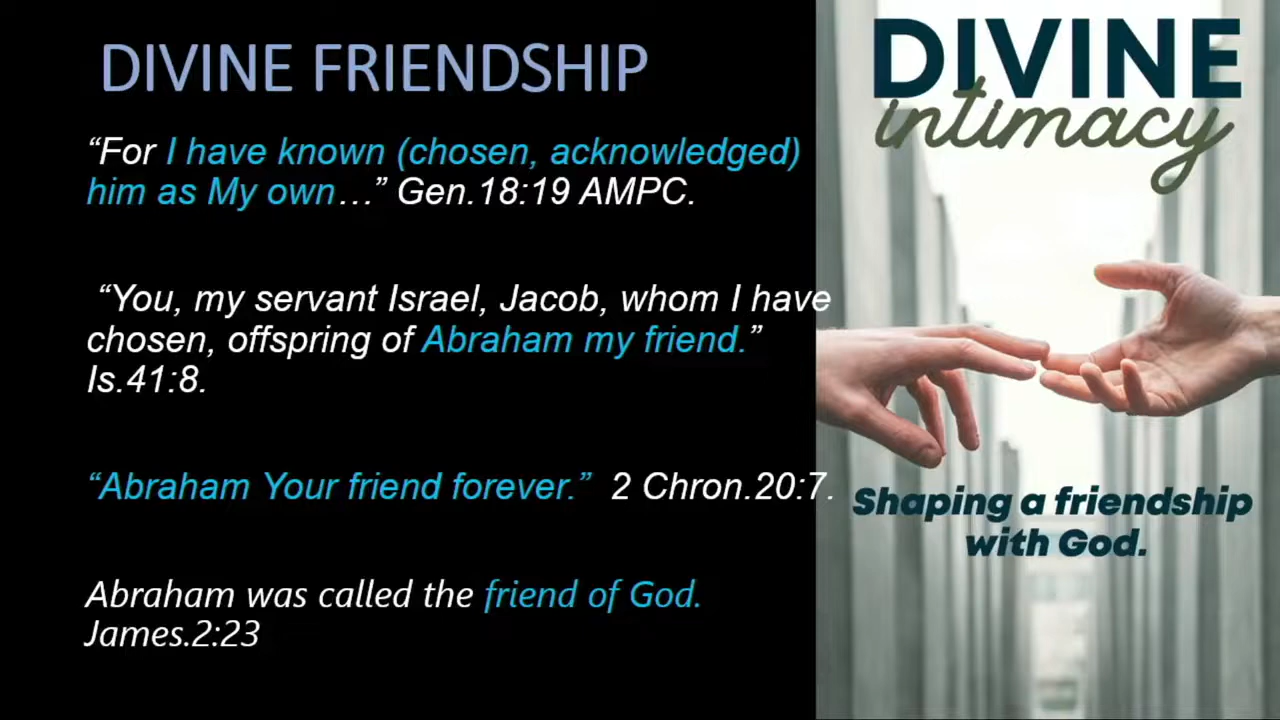 DIVINE FRIENDSHIP
“For I have known (chosen, acknowledged)
him as My own…” Gen.18:19 AMPC.
“You, my servant Israel, Jacob, whom I have
chosen, offspring of Abraham my friend.”
Is.41:8.
“Abraham Your friend forever.” 2 Chron.20:7.
Abraham was called the friend of God.
James.2:23
DIVINE
intimacy
Shaping a friendship
with God.